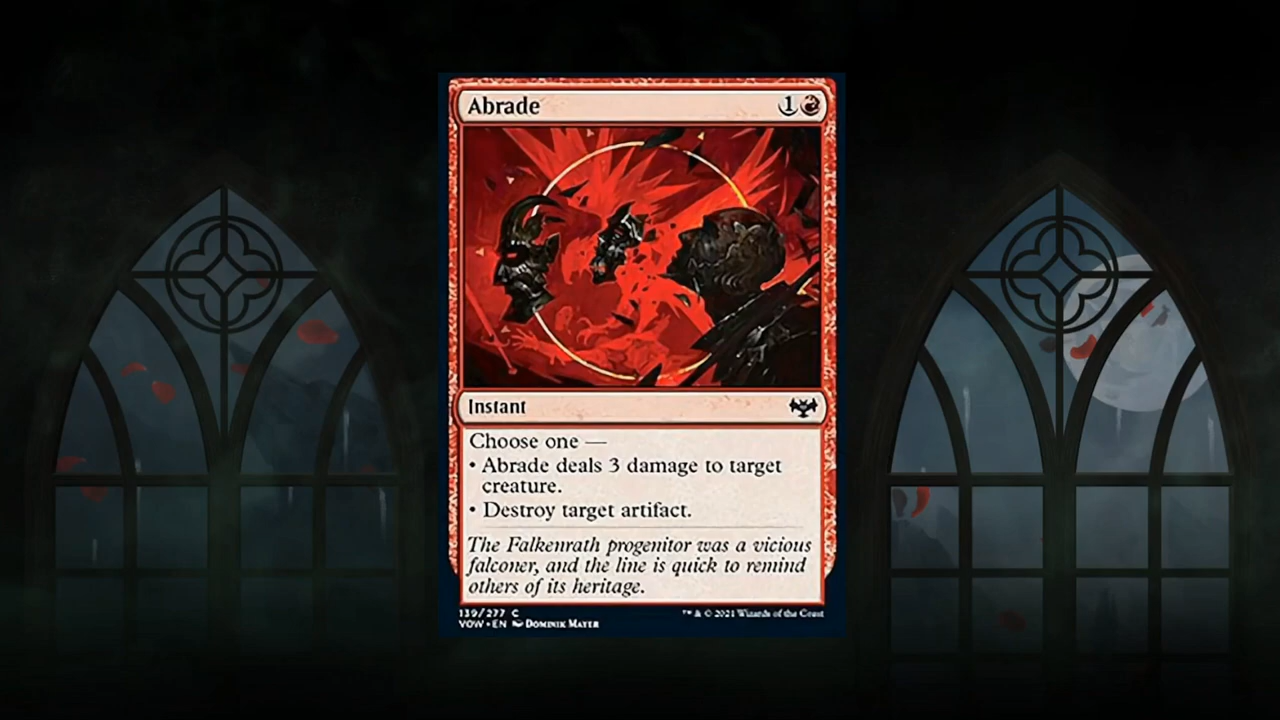 Abrade 1
Instant
Choose one —
• Abrade deals 3 damage to target
creature.
• Destroy target artifact.
The Falkenrath progenitor was a vicious
falconer, and the line is quick to remind
others of its heritage.
139/277 C ™ & © 2021 Wizards of the Coast
VOW • EN Dominik Mayer